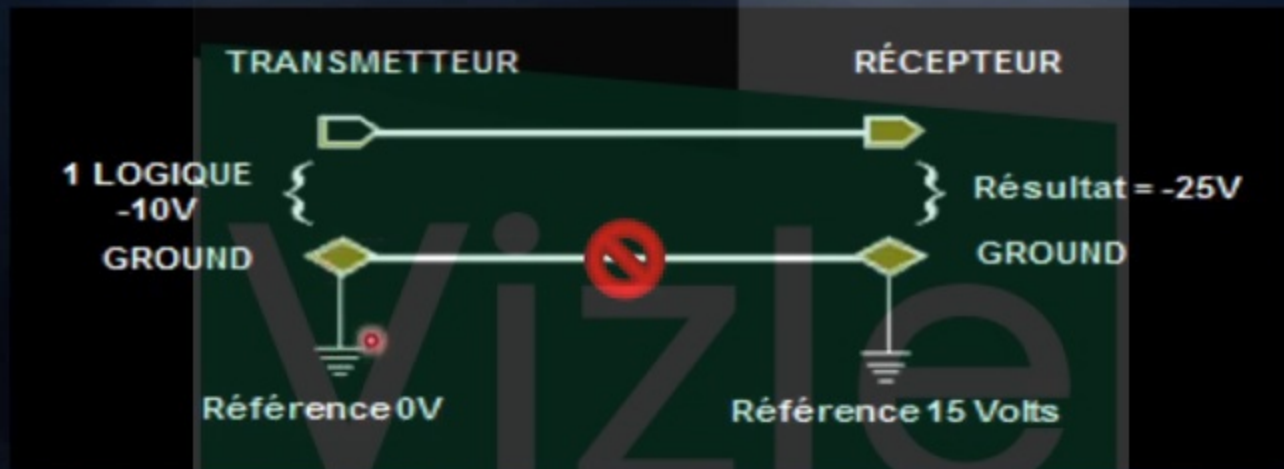 TRANSMETTEUR
RÉCEPTEUR
1 LOGIQUE
-10V
Résultat = -25V
GROUND
GROUND
Référence 0V
Référence 15 Volts
Vizle